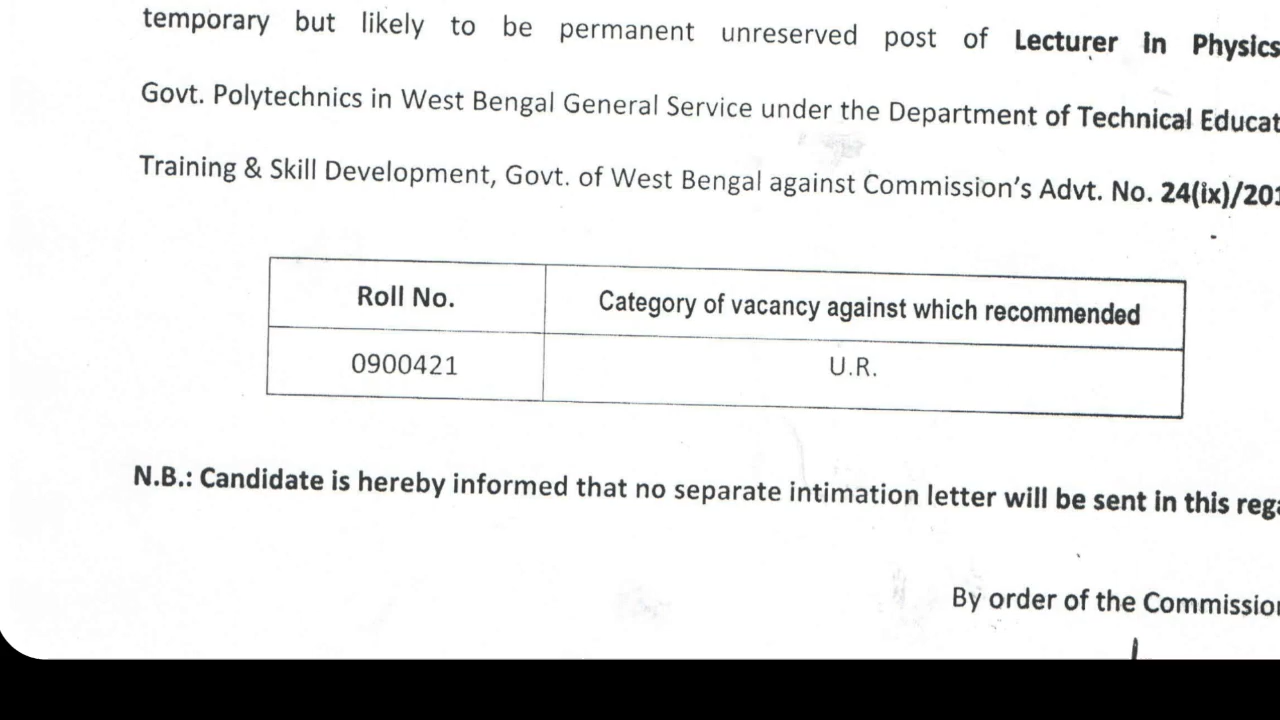 temporary but likely to be permanent unreserved post of Lecturer in Physics
Govt. Polytechnics in West Bengal General Service under the Department of Technical Educat
Training & Skill Development, Govt. of West Bengal against Commission's Advt. No. 24(ix)/201
Roll No.
Category of vacancy against which recommended
0900421
U.R.
N.B.: Candidate is hereby informed that no separate intimation letter will be sent in this rega
By order of the Commission